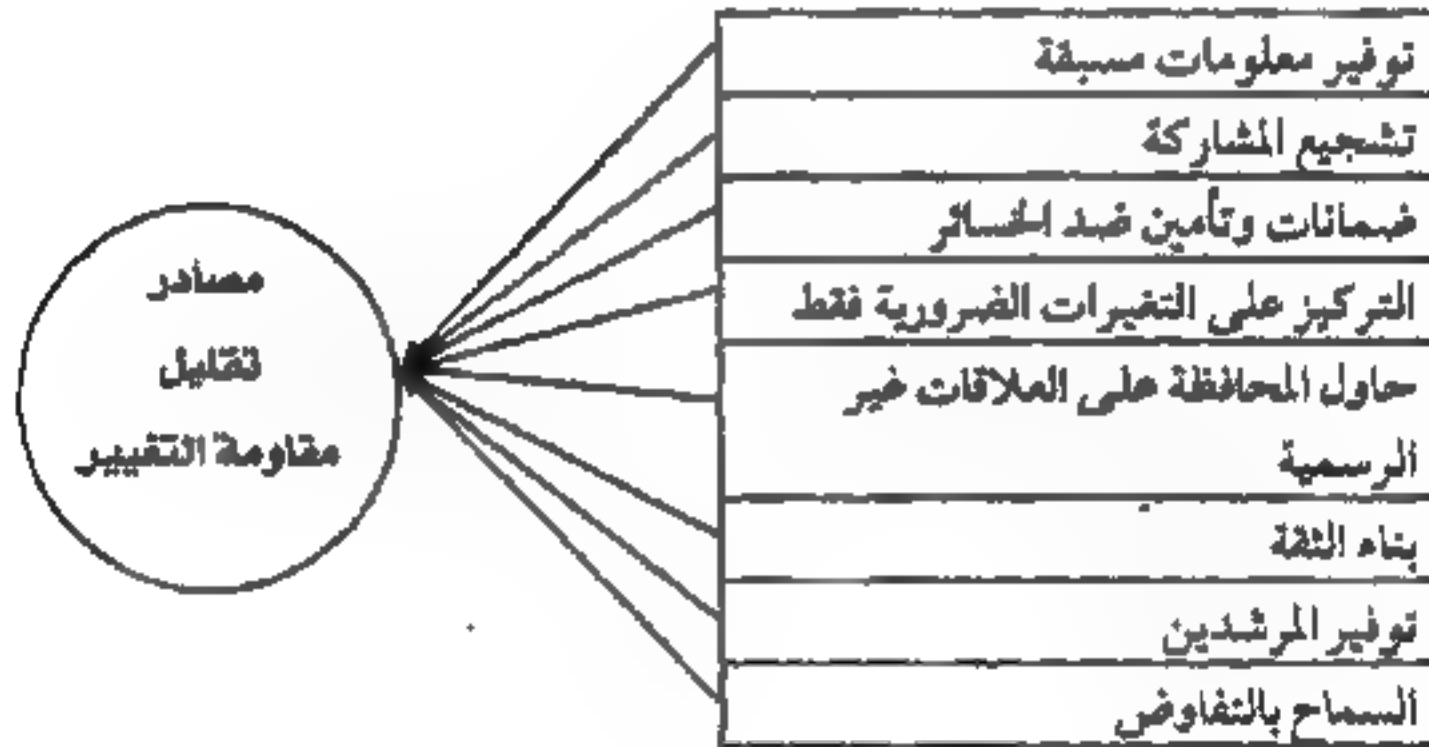 توفير معلومات مسبقة
تشجيع المشاركة
ضمانات وتأمين ضد الخسائر
التركيز على التغيرات الضرورية فقط
حاول المحافظة على العلاقات غير
الرسمية
بناء الثقة
توفير المرشدين
السماح بالتفاوض
مصادر
تقليل
مقاومة التغيير